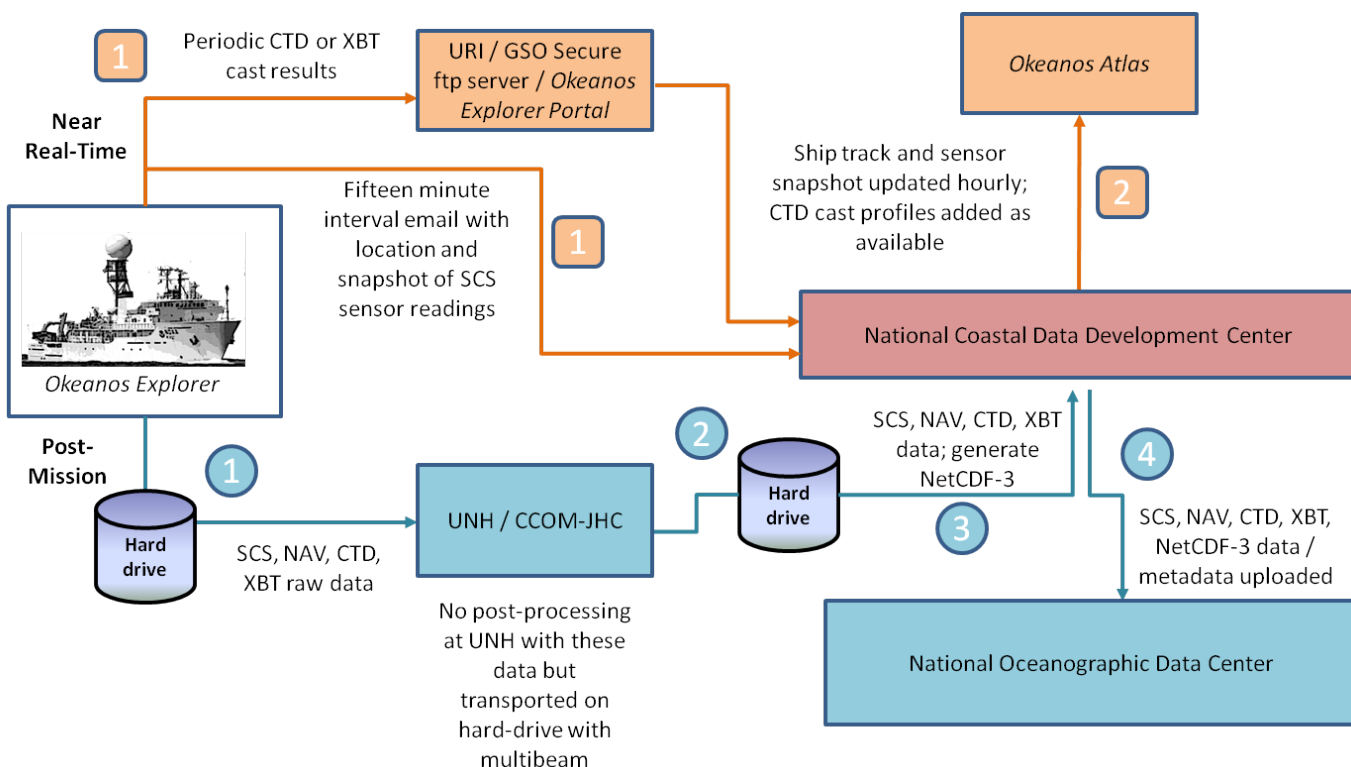 1
Periodic CTD or XBT
cast results
URI / GSO Secure
ftp server / Okeanos
Explorer Portal
Okeanos Atlas
Near
Real-Time
Fifteen minute
interval email with
location and
snapshot of SCS
sensor readings
1
Ship track and sensor
snapshot updated hourly;
CTD cast profiles added as
available
2
Okeanos Explorer
National Coastal Data Development Center
Post-
Mission
1
Hard
drive
SCS, NAV, CTD,
XBT raw data
UNH / CCOM-JHC
No post-processing
at UNH with these
data but
transported on
hard-drive with
multibeam
2
Hard
drive
SCS, NAV, CTD, XBT
data; generate
NetCDF-3
3
4
SCS, NAV, CTD, XBT,
NetCDF-3 data /
metadata uploaded
National Oceanographic Data Center